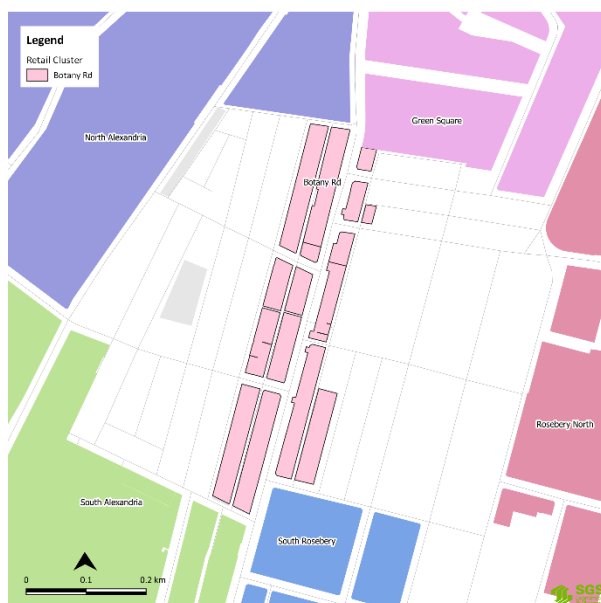 Legend
Retail Cluster
Botany Rd
North Alexandria
Green Square
Botany Rd
Rosebery North
South Alexandria
South Rosebery
0 0.1 0.2 km
SGS